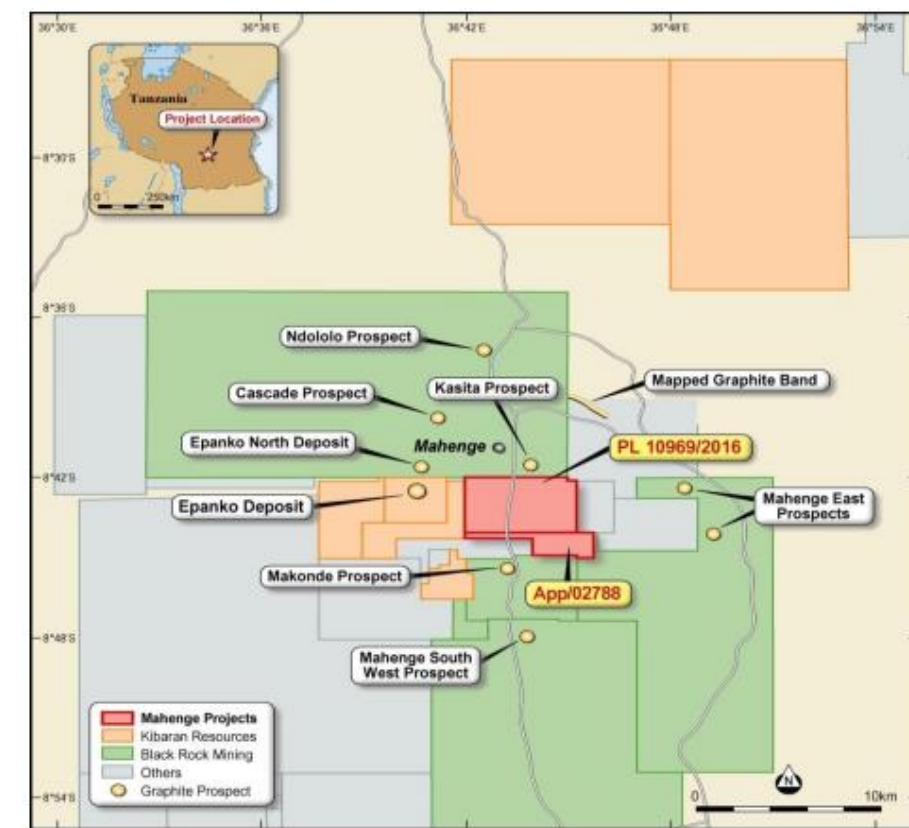 36°30'E
36°36'E
36°42'E
36°48'E
36°54'E
Tanzania
Project Location
0 250km
8°30'S
8°36'S
Ndololo Prospect
Cascade Prospect
Kasita Prospect
Mapped Graphite Band
Epanko North Deposit
Mahenge
PL 10969/2016
8°42'S
Epanko Deposit
Mahenge East
Prospects
Makonde Prospect
App/02788
8°48'S
Mahenge South
West Prospect
Mahenge Projects
Kibaran Resources
Black Rock Mining
Others
Graphite Prospect
N
0 10km
8°54'S